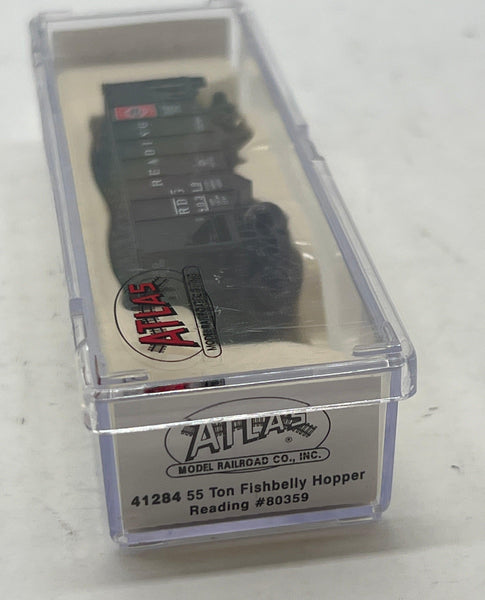 READING
ATLAS
ATLAS
®
MODEL RAILROAD CO., INC.
41284 55 Ton Fishbelly Hopper
Reading #80359